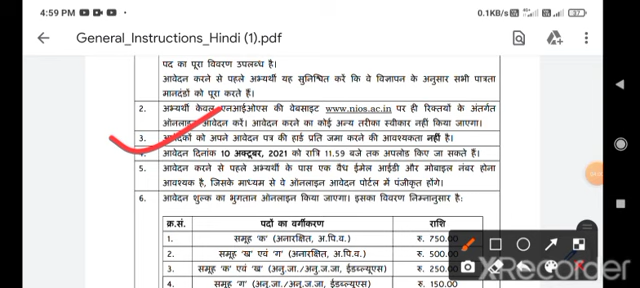 4:59 PM
0.1KB/s
37
General_Instructions_Hindi (1).pdf
पद का पूरा विवरण उपलब्ध है।
आवेदन करने से पहले अभ्यर्थी यह सुनिश्चित करें कि वे विज्ञापन के अनुसार सभी पात्रता
मानदंडों को पूरा करते हैं।
2. अभ्यर्थी केवल एनआईओएस की वेबसाइट www.nios.ac.in पर ही रिक्तियों के अंतर्गत
ऑनलाइन आवेदन करें। आवेदन करने का कोई अन्य तरीका स्वीकार नहीं किया जाएगा।
3. आवेदकों को अपने आवेदन पत्र की हार्ड प्रति जमा करने की आवश्यकता नहीं है।
4. आवेदन दिनांक 10 अक्टूबर, 2021 को रात्रि 11.59 बजे तक अपलोड किए जा सकते हैं।
5. आवेदन करने से पहले अभ्यर्थी के पास एक वैध ईमेल आईडी और मोबाइल नंबर होना
आवश्यक है, जिसके माध्यम से वे ऑनलाइन आवेदन पोर्टल में पंजीकृत होंगे।
6. आवेदन शुल्क का भुगतान ऑनलाइन किया जाएगा। इसका विवरण निम्नानुसार है:
क्र.सं. पदों का वर्गीकरण राशि
1. समूह 'क' (अनारक्षित, अ.पि.व.) रु. 750.00
2. समूह 'ख' एवं 'ग' (अनारक्षित, अ.पि.व.) रु. 500.00
3. समूह 'क' एवं 'ख' (अनु.जा./अनु.ज.जा, ईडब्ल्यूएस) रु. 250.00
4. समूह 'ग' (अनु.जा./अनु.ज.जा, ईडब्ल्यूएस) रु. 150.00
XRecorder